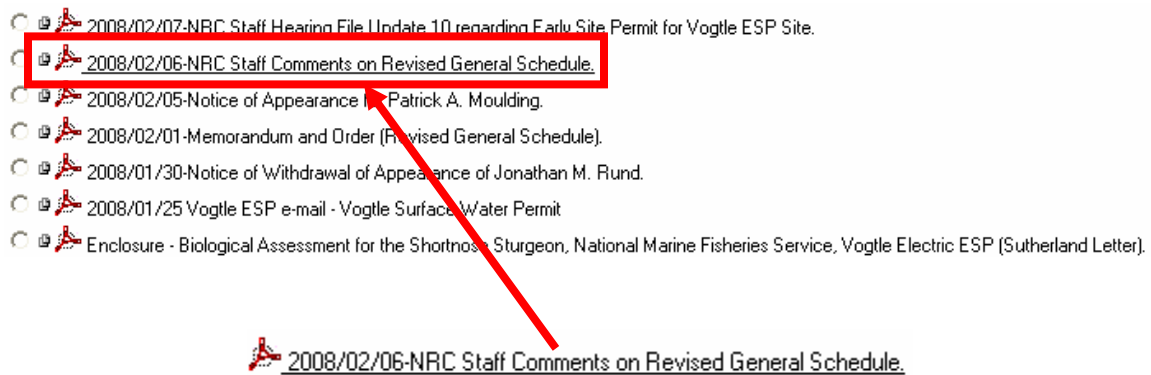 2008/02/07-NRC Staff Hearing File Update 10 regarding Early Site Permit for Vogtle ESP Site.
2008/02/06-NRC Staff Comments on Revised General Schedule.
2008/02/05-Notice of Appearance Patrick A. Moulding.
2008/02/01-Memorandum and Order (Revised General Schedule).
2008/01/30-Notice of Withdrawal of Appearance of Jonathan M. Rund.
2008/01/25 Vogtle ESP e-mail - Vogtle Surface Water Permit
Enclosure - Biological Assessment for the Shortnose Sturgeon, National Marine Fisheries Service, Vogtle Electric ESP (Sutherland Letter).
2008/02/06-NRC Staff Comments on Revised General Schedule.